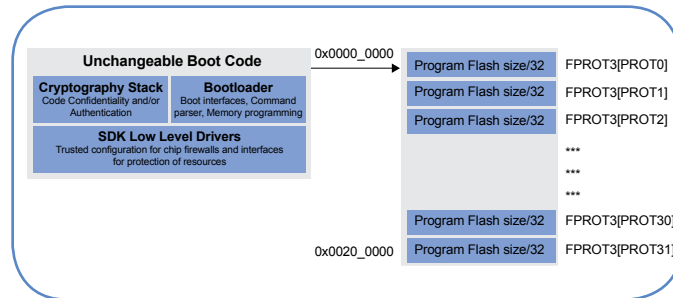 Unchangeable Boot Code
Cryptography Stack
Code Confidentiality and/or
Authentication
Bootloader
Boot interfaces, Command
parser, Memory programming
SDK Low Level Drivers
Trusted configuration for chip firewalls and interfaces
for protection of resources
0x0000_0000
Program Flash size/32 FPROT3[PROT0]
Program Flash size/32 FPROT3[PROT1]
Program Flash size/32 FPROT3[PROT2]
***
***
***
Program Flash size/32 FPROT3[PROT30]
0x0020_0000 Program Flash size/32 FPROT3[PROT31]